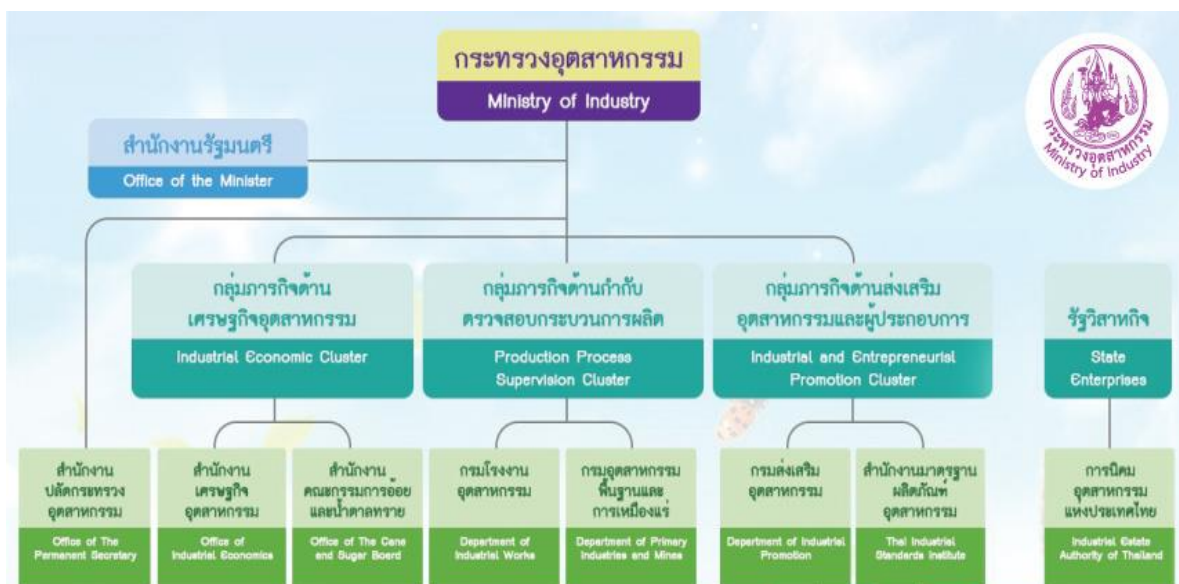 กระทรวงอุตสาหกรรม
Ministry of Industry
กระทรวงอุตสาหกรรม
Ministry of Industry
สำนักงานรัฐมนตรี
Office of the Minister
กลุ่มภารกิจด้าน
เศรษฐกิจอุตสาหกรรม
Industrial Economic Cluster
กลุ่มภารกิจด้านกำกับ
ตรวจสอบกระบวนการผลิต
Production Process
Supervision Cluster
กลุ่มภารกิจด้านส่งเสริม
อุตสาหกรรมและผู้ประกอบการ
Industrial and Entrepreneurial
Promotion Cluster
รัฐวิสาหกิจ
State
Enterprises
สำนักงาน
ปลัดกระทรวง
อุตสาหกรรม
Office of The
Permanent Secretary
สำนักงาน
เศรษฐกิจ
อุตสาหกรรม
Office of
Industrial Economics
สำนักงาน
คณะกรรมการอ้อย
และน้ำตาลทราย
Office of The Cane
and Sugar Board
กรมโรงงาน
อุตสาหกรรม
Department of
Industrial Works
กรมอุตสาหกรรม
พื้นฐานและ
การเหมืองแร่
Department of Primary
Industries and Mines
กรมส่งเสริม
อุตสาหกรรม
Department of Industrial
Promotion
สำนักงานมาตรฐาน
ผลิตภัณฑ์
อุตสาหกรรม
Thai Industrial
Standards Institute
การนิคม
อุตสาหกรรม
แห่งประเทศไทย
Industrial Estate
Authority of Thailand